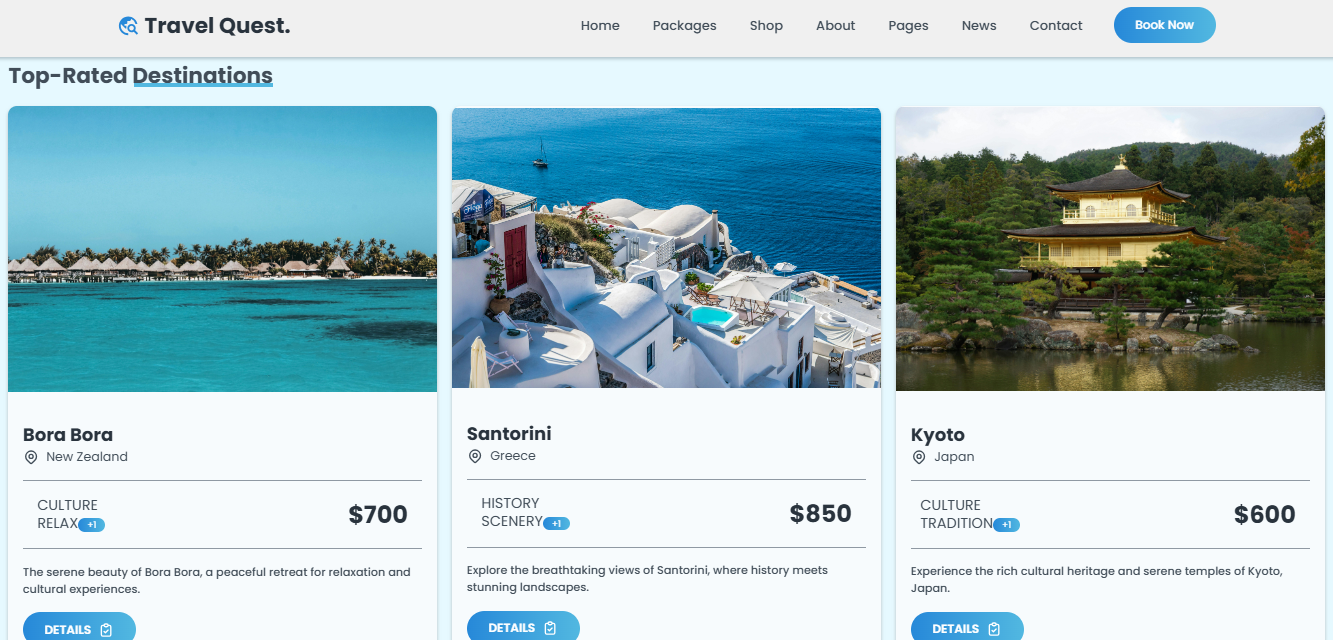 Travel Quest.
Home Packages Shop About Pages News Contact Book Now
Top-Rated Destinations
Bora Bora
New Zealand
CULTURE
RELAX +1
$700
The serene beauty of Bora Bora, a peaceful retreat for relaxation and
cultural experiences.
DETAILS
Santorini
Greece
HISTORY
SCENERY +1
$850
Explore the breathtaking views of Santorini, where history meets
stunning landscapes.
DETAILS
Kyoto
Japan
CULTURE
TRADITION +1
$600
Experience the rich cultural heritage and serene temples of Kyoto,
Japan.
DETAILS